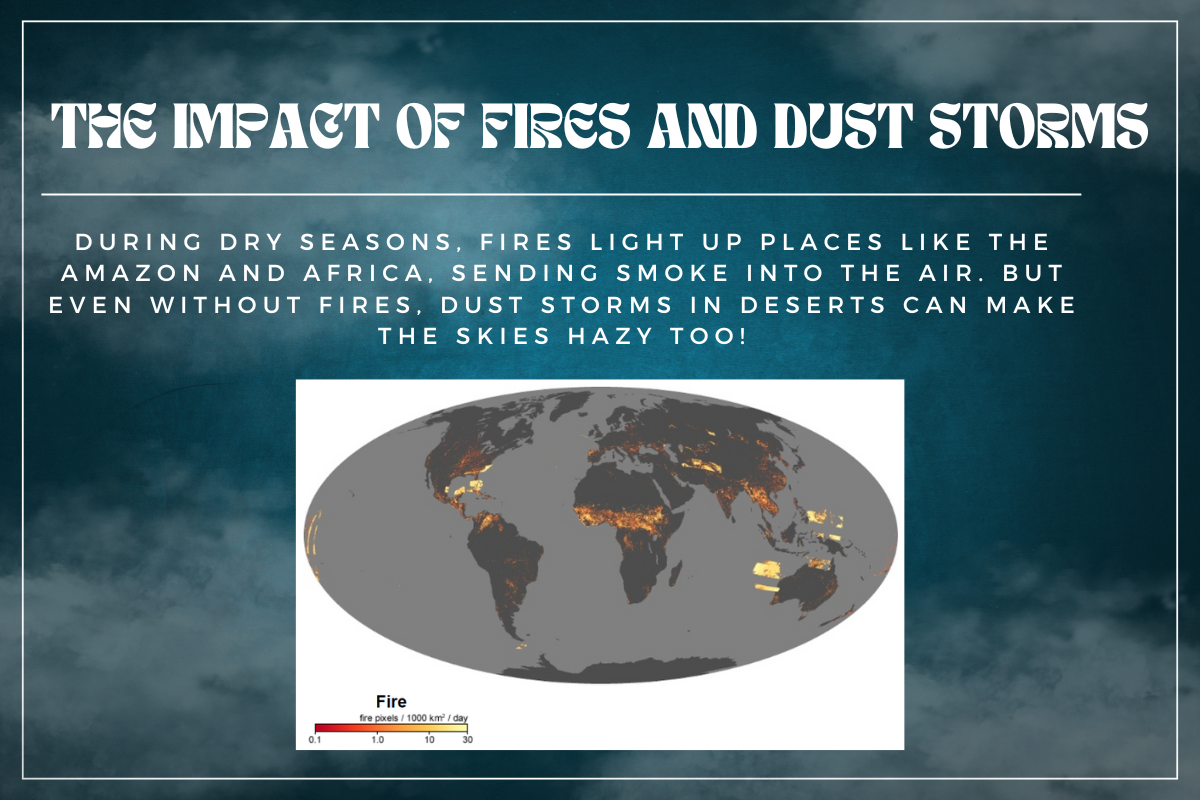 THE IMPACT OF FIRES AND DUST STORMS
DURING DRY SEASONS, FIRES LIGHT UP PLACES LIKE THE
AMAZON AND AFRICA, SENDING SMOKE INTO THE AIR. BUT
EVEN WITHOUT FIRES, DUST STORMS IN DESERTS CAN MAKE
THE SKIES HAZY TOO!
Fire
fire pixels / 1000 km² / day
0.1 1.0 10 30